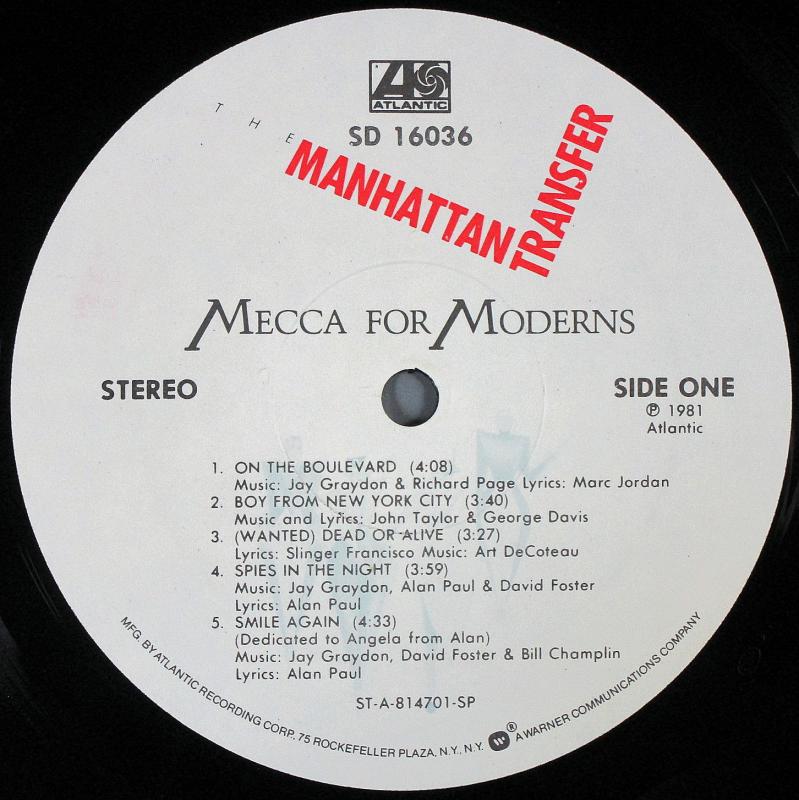 ATLANTIC
SD 16036
THE
MANHATTAN
TRANSFER
MECCA FOR MODERNS
STEREO
SIDE ONE
℗ 1981
Atlantic
1. ON THE BOULEVARD (4:08)
Music: Jay Graydon & Richard Page Lyrics: Marc Jordan
2. BOY FROM NEW YORK CITY (3:40)
Music and Lyrics: John Taylor & George Davis
3. (WANTED) DEAD OR ALIVE (3:27)
Lyrics: Slinger Francisco Music: Art DeCoteau
4. SPIES IN THE NIGHT (3:59)
Music: Jay Graydon, Alan Paul & David Foster
Lyrics: Alan Paul
5. SMILE AGAIN (4:33)
(Dedicated to Angela from Alan)
Music: Jay Graydon, David Foster & Bill Champlin
Lyrics: Alan Paul
ST-A-814701-SP
MFG. BY ATLANTIC RECORDING CORP., 75 ROCKEFELLER PLAZA, N.Y., N.Y. ® A WARNER COMMUNICATIONS COMPANY